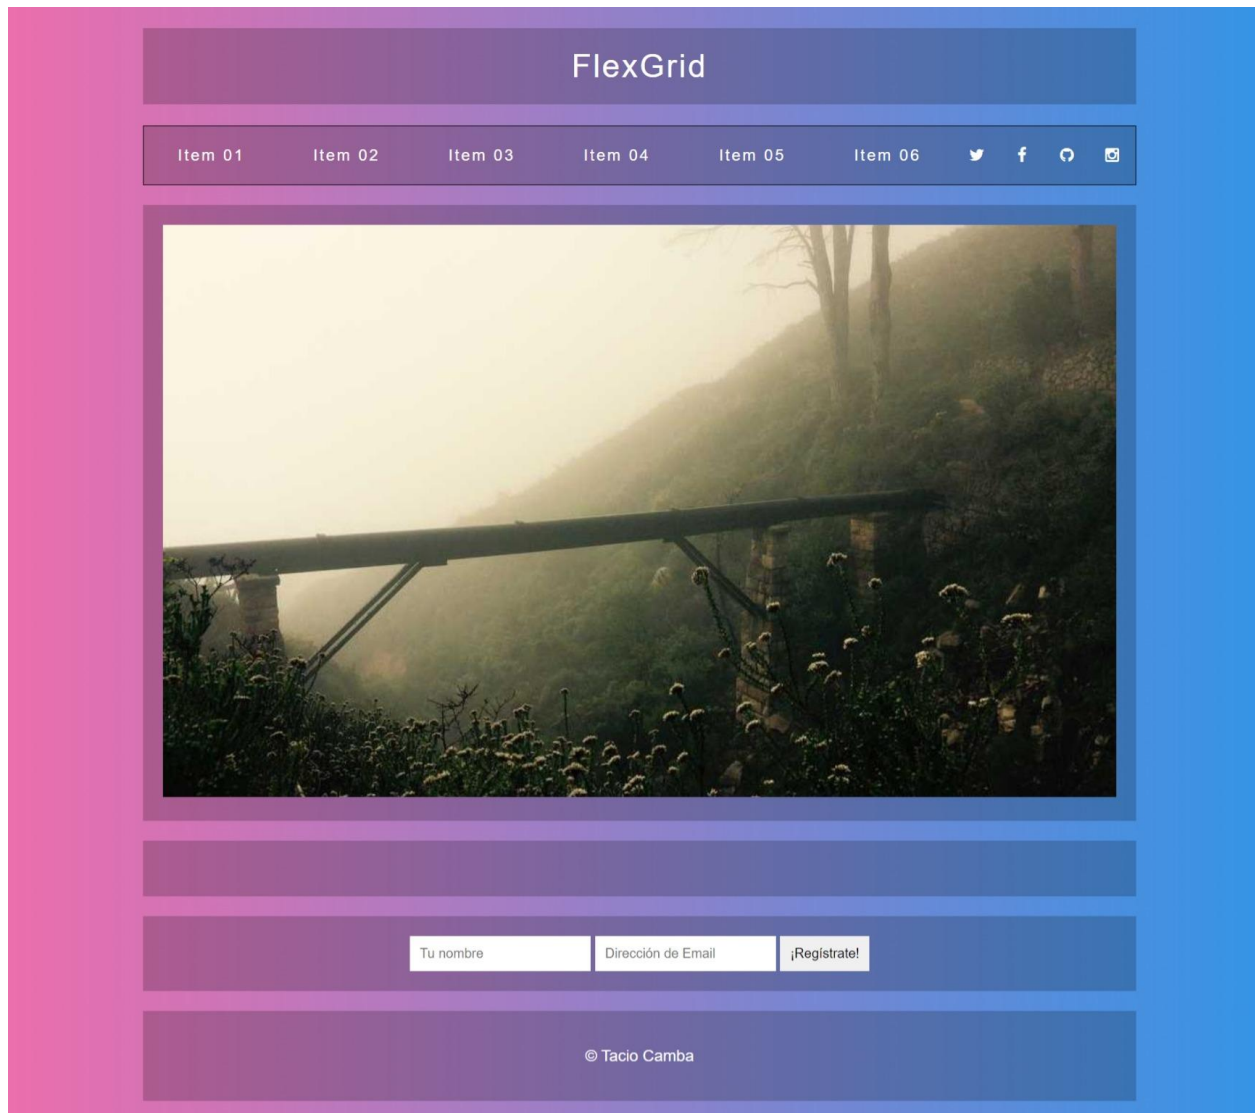 FlexGrid
Item 01 Item 02 Item 03 Item 04 Item 05 Item 06
Tu nombre Dirección de Email ¡Regístrate!
© Tacio Camba